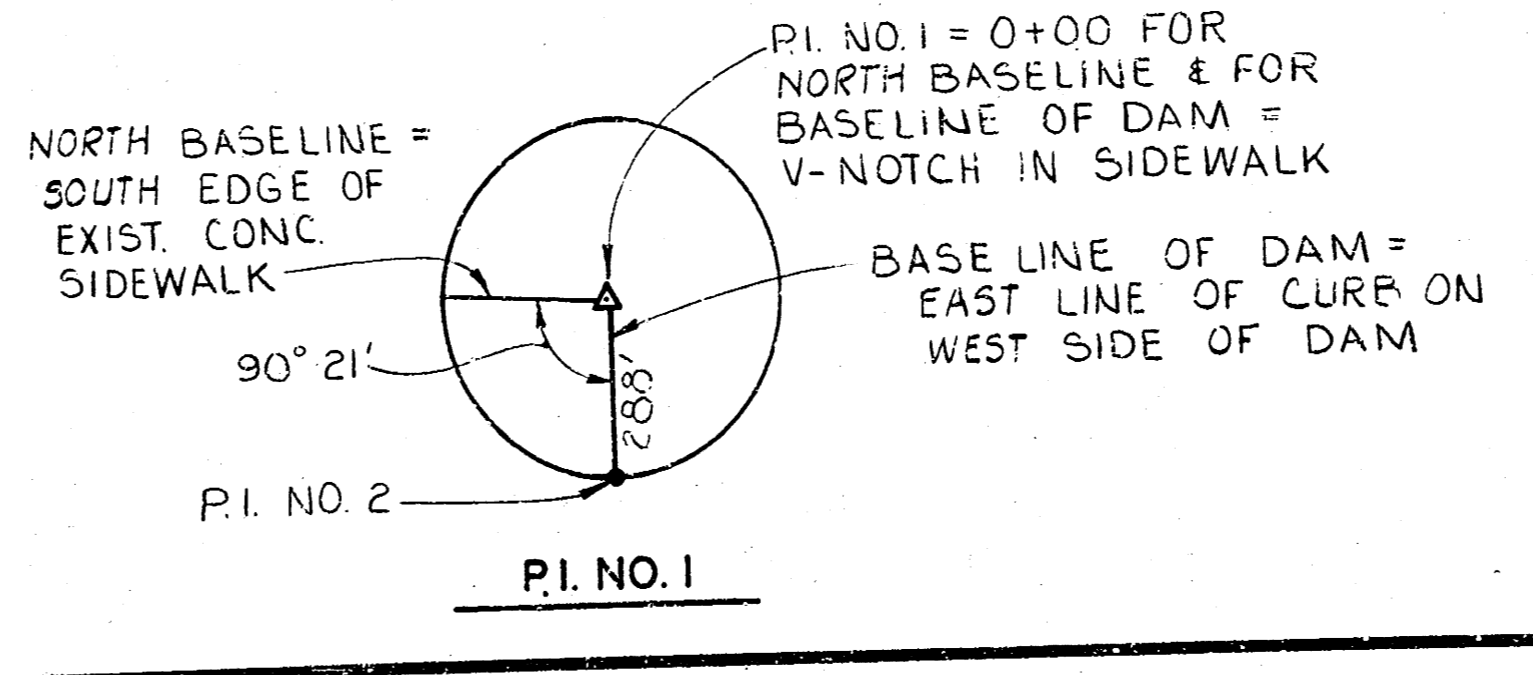 P.I. NO. 1 = 0+00 FOR
NORTH BASELINE & FOR
BASELINE OF DAM =
V-NOTCH IN SIDEWALK
NORTH BASELINE =
SOUTH EDGE OF
EXIST. CONC.
SIDEWALK
BASE LINE OF DAM =
EAST LINE OF CURB ON
WEST SIDE OF DAM
90° 21'
288'
P.I. NO. 2
P.I. NO. 1